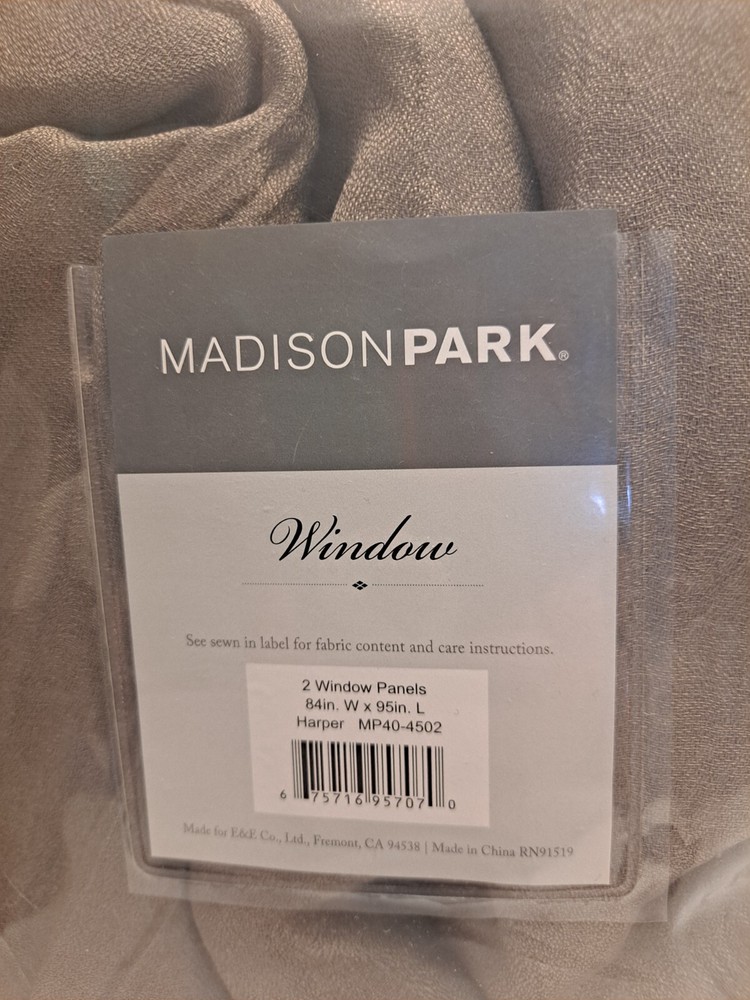 MADISONPARK®
Window
See sewn in label for fabric content and care instructions.
2 Window Panels
84in. W x 95in. L
Harper MP40-4502
6 75716 95707 0
Made for E&E Co., Ltd., Fremont, CA 94538 | Made in China RN91519